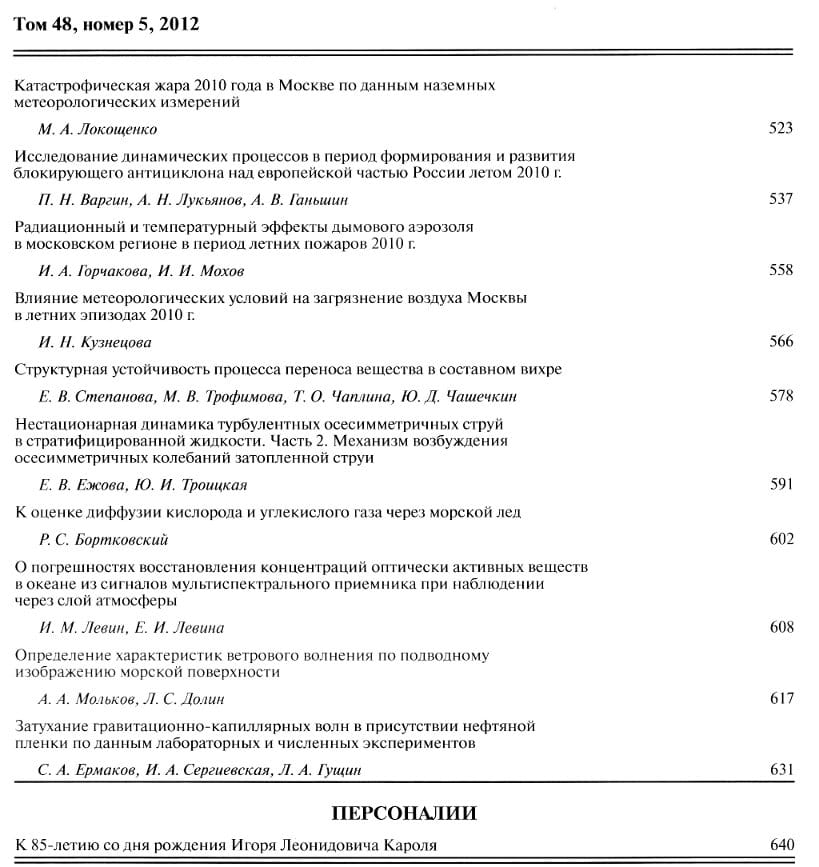 Том 48, номер 5, 2012
Катастрофическая жара 2010 года в Москве по данным наземных
метеорологических измерений
М. А. Локощенко 523
Исследование динамических процессов в период формирования и развития
блокирующего антициклона над европейской частью России летом 2010 г.
П. Н. Варгин, А. Н. Лукьянов, А. В. Ганьшин 537
Радиационный и температурный эффекты дымового аэрозоля
в московском регионе в период летних пожаров 2010 г.
И. А. Горчакова, И. И. Мохов 558
Влияние метеорологических условий на загрязнение воздуха Москвы
в летних эпизодах 2010 г.
И. Н. Кузнецова 566
Структурная устойчивость процесса переноса вещества в составном вихре
Е. В. Степанова, М. В. Трофимова, Т. О. Чаплина, Ю. Д. Чашечкин 578
Нестационарная динамика турбулентных осесимметричных струй
в стратифицированной жидкости. Часть 2. Механизм возбуждения
осесимметричных колебаний затопленной струи
Е. В. Ежова, Ю. И. Троицкая 591
К оценке диффузии кислорода и углекислого газа через морской лед
Р. С. Бортковский 602
О погрешностях восстановления концентраций оптически активных веществ
в океане из сигналов мультиспектрального приемника при наблюдении
через слой атмосферы
И. М. Левин, Е. И. Левина 608
Определение характеристик ветрового волнения по подводному
изображению морской поверхности
А. А. Мольков, Л. С. Долин 617
Затухание гравитационно-капиллярных волн в присутствии нефтяной
пленки по данным лабораторных и численных экспериментов
С. А. Ермаков, И. А. Сергиевская, Л. А. Гущин 631
ПЕРСОНАЛИИ
К 85-летию со дня рождения Игоря Леонидовича Кароля 640